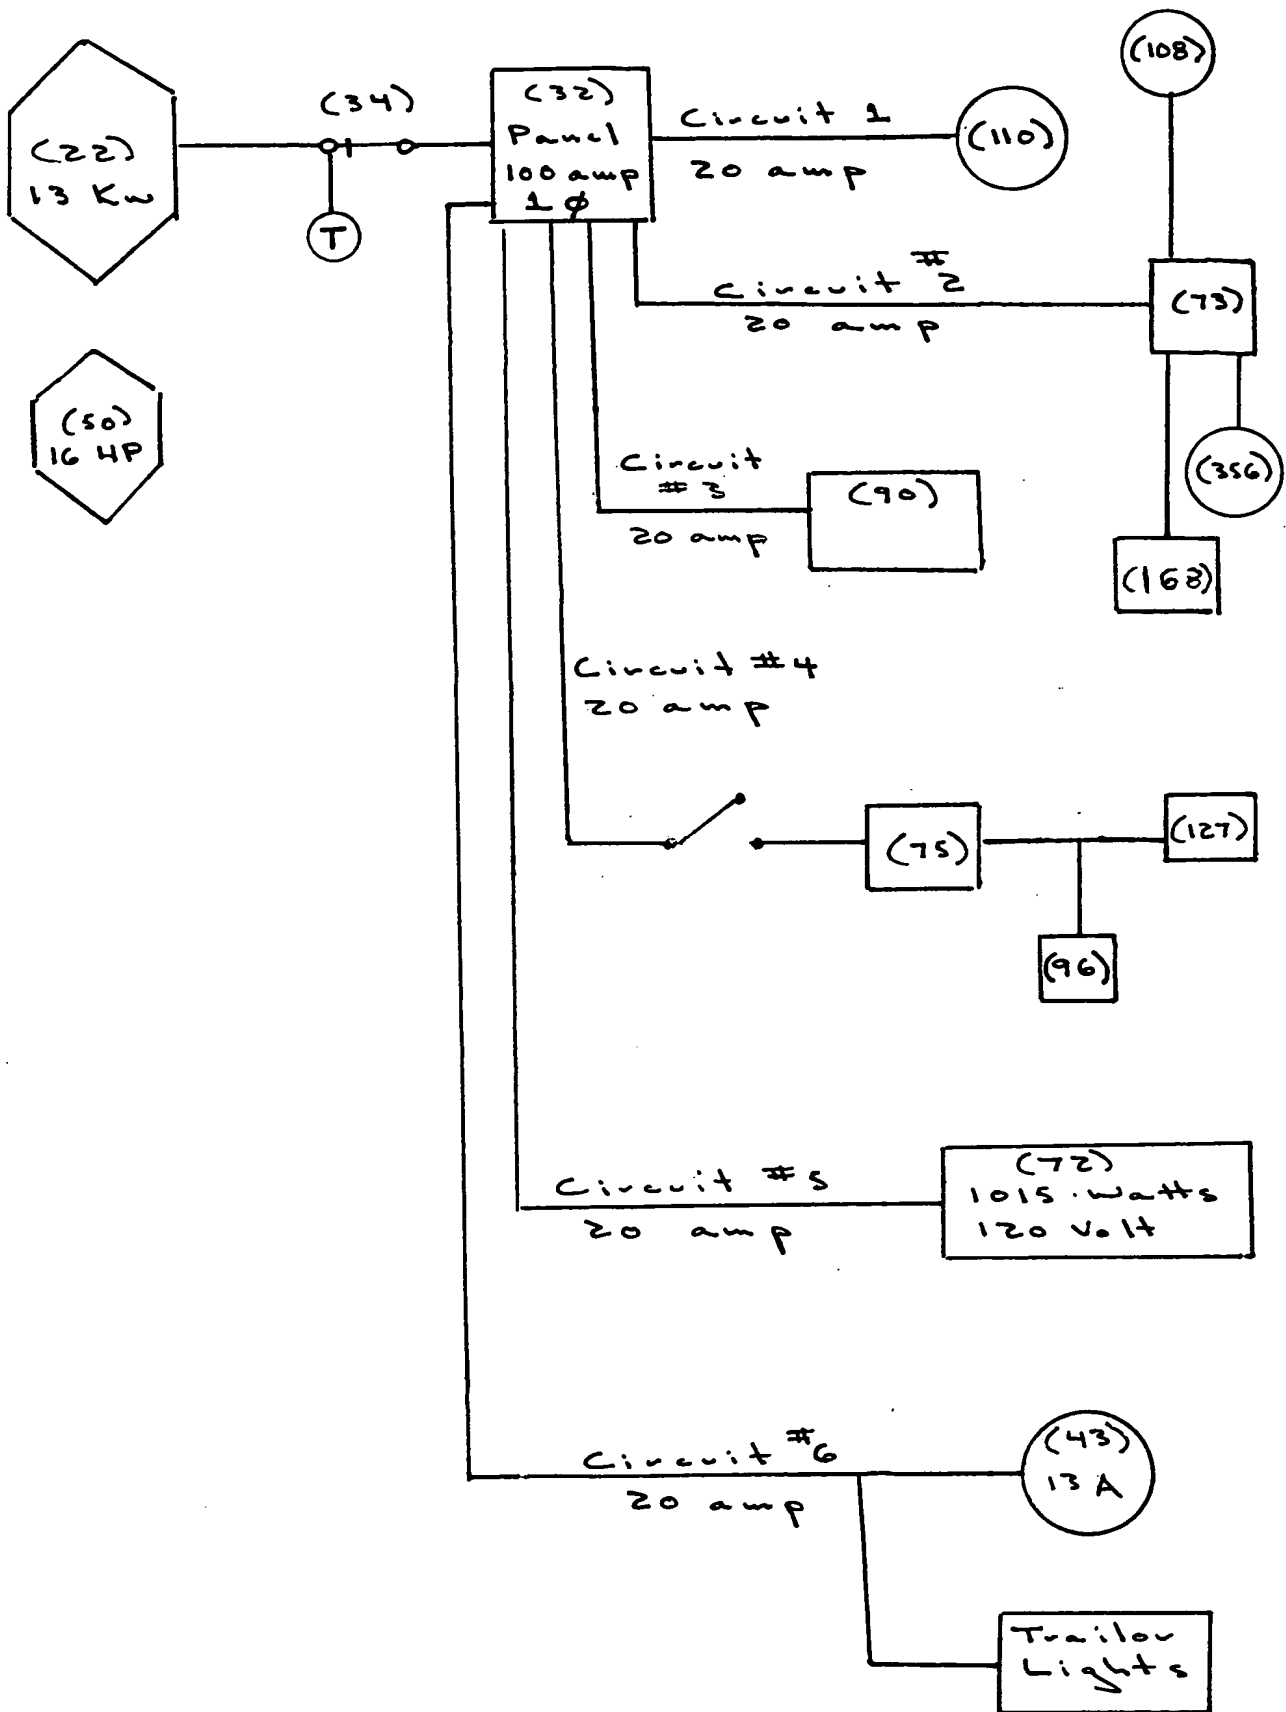 (22)
13 Kw
(34)
T
(32)
Panel
100 amp
1 φ
Circuit 1
20 amp
(110)
(108)
Circuit #2
20 amp
(73)
(356)
(168)
(50)
16 HP
Circuit
#3
20 amp
(90)
Circuit #4
20 amp
(75)
(127)
(96)
Circuit #5
20 amp
(72)
1015 watts
120 Volt
Circuit #6
20 amp
(43)
13 A
Trailor
Lights